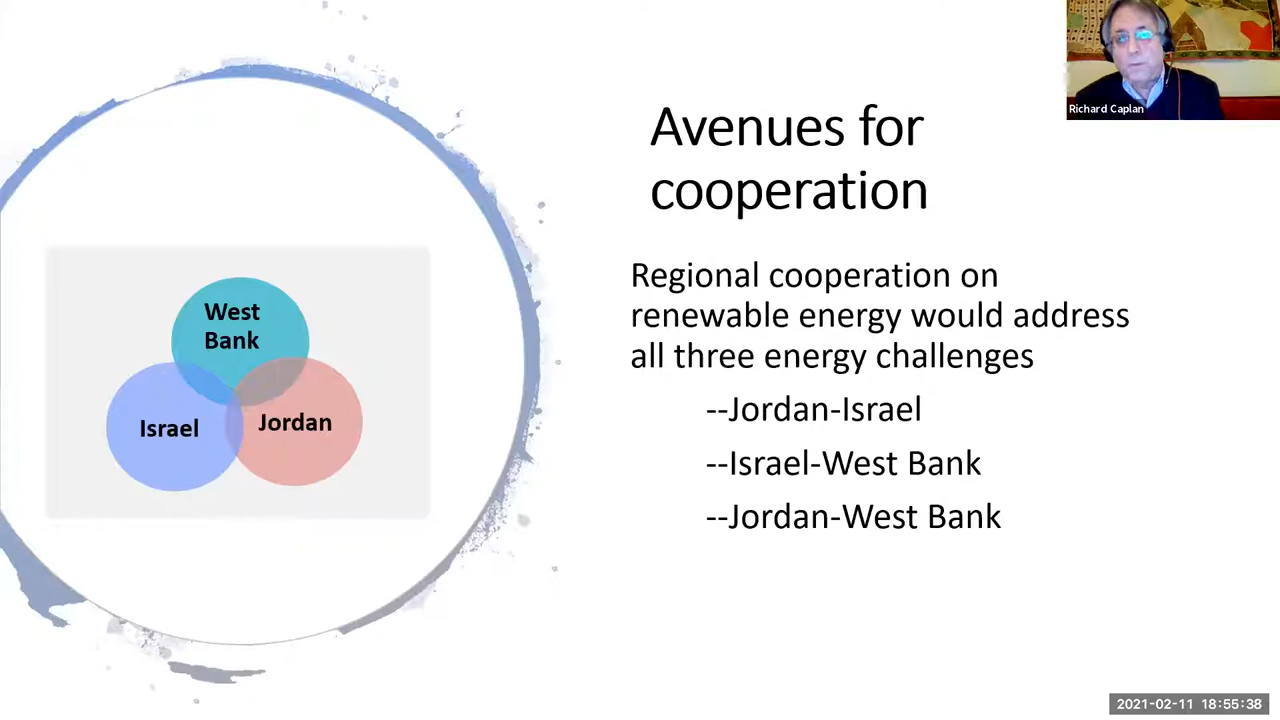 Avenues for
cooperation
Richard Caplan
Regional cooperation on
renewable energy would address
all three energy challenges
--Jordan-Israel
--Israel-West Bank
--Jordan-West Bank
West
Bank
Israel
Jordan
2021-02-11 18:55:38